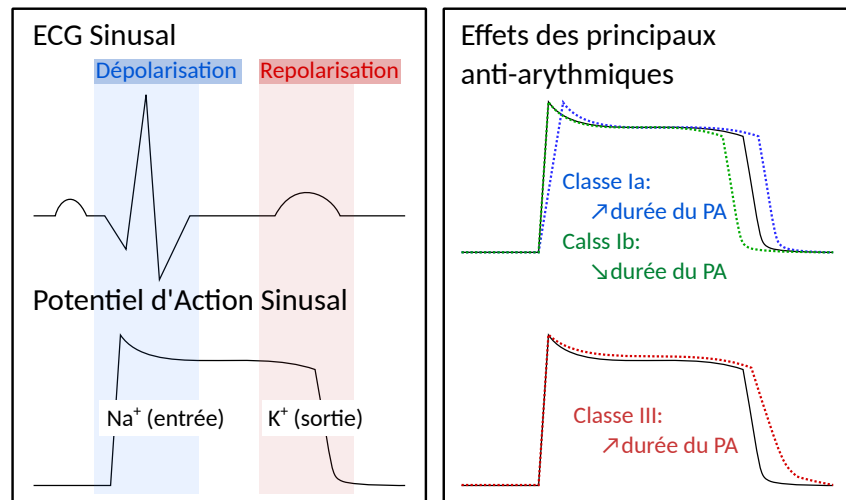 ECG Sinusal
Dépolarisation
Repolarisation
Potentiel d'Action Sinusal
Na⁺ (entrée)
K⁺ (sortie)
Effets des principaux
anti-arythmiques
Classe Ia:
↗durée du PA
Calss Ib:
↘durée du PA
Classe III:
↗durée du PA